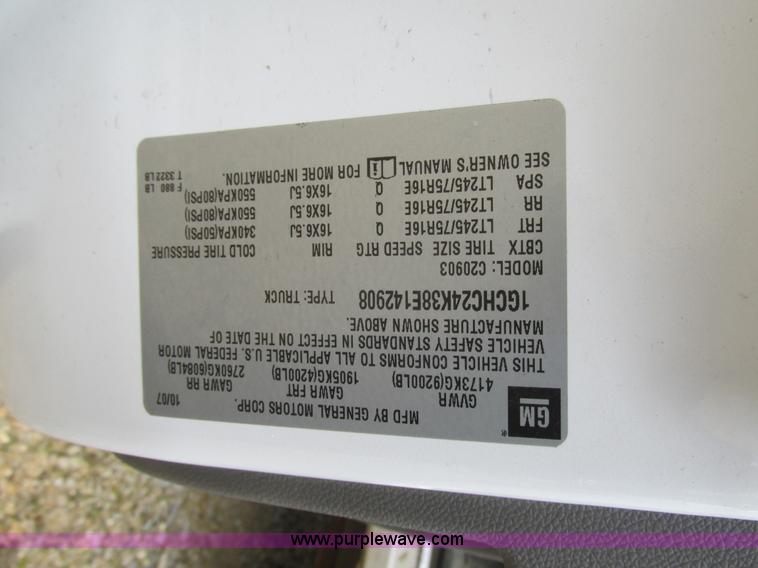 GM
®
MFD BY GENERAL MOTORS CORP.
10/07
GVWR GAWR FRT GAWR RR
4173KG(9200LB) 1905KG(4200LB) 2760KG(6084LB)
THIS VEHICLE CONFORMS TO ALL APPLICABLE U.S. FEDERAL MOTOR
VEHICLE SAFETY STANDARDS IN EFFECT ON THE DATE OF
MANUFACTURE SHOWN ABOVE.
1GCHC24K38E142908 TYPE: TRUCK
MODEL: C20903
CBTX TIRE SIZE SPEED RTG RIM COLD TIRE PRESSURE
FRT LT245/75R16E Q 16X6.5J 340KPA(50PSI)
RR LT245/75R16E Q 16X6.5J 550KPA(80PSI)
SPA LT245/75R16E Q 16X6.5J 550KPA(80PSI)
SEE OWNER'S MANUAL FOR MORE INFORMATION.
F 880 LB
T 3322 LB
www.purplewave.com